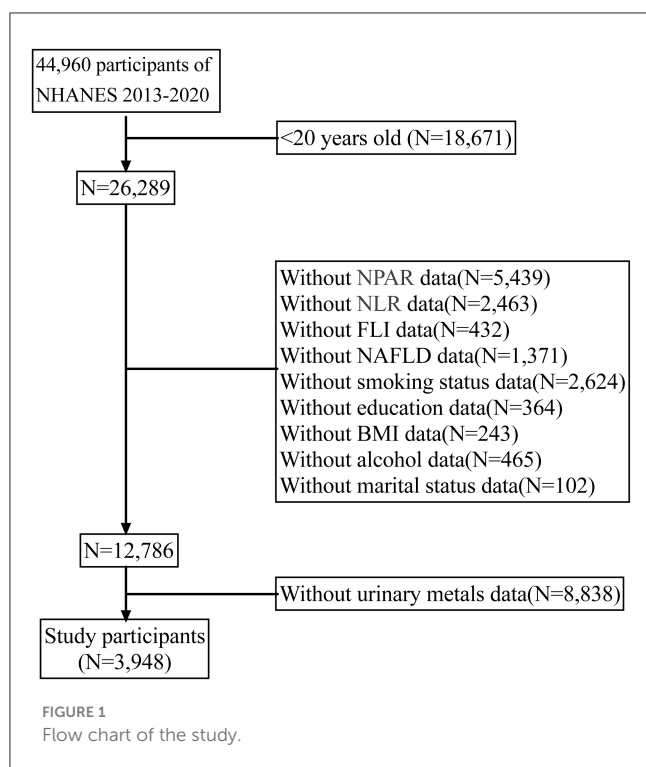 44,960 participants of
NHANES 2013-2020
<20 years old (N=18,671)
N=26,289
Without NPAR data(N=5,439)
Without NLR data(N=2,463)
Without FLI data(N=432)
Without NAFLD data(N=1,371)
Without smoking status data(N=2,624)
Without education data(N=364)
Without BMI data(N=243)
Without alcohol data(N=465)
Without marital status data(N=102)
N=12,786
Without urinary metals data(N=8,838)
Study participants
(N=3,948)
FIGURE 1
Flow chart of the study.